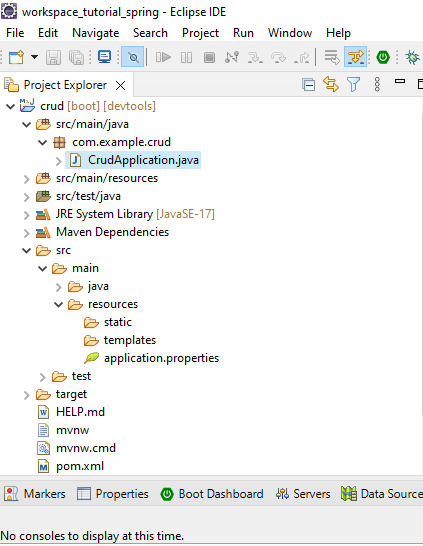 workspace_tutorial_spring - Eclipse IDE
File Edit Navigate Search Project Run Window Help
Project Explorer
crud [boot] [devtools]
src/main/java
com.example.crud
CrudApplication.java
src/main/resources
src/test/java
JRE System Library [JavaSE-17]
Maven Dependencies
src
main
java
resources
static
templates
application.properties
test
target
HELP.md
mvnw
mvnw.cmd
pom.xml
Markers Properties Boot Dashboard Servers Data Source
No consoles to display at this time.